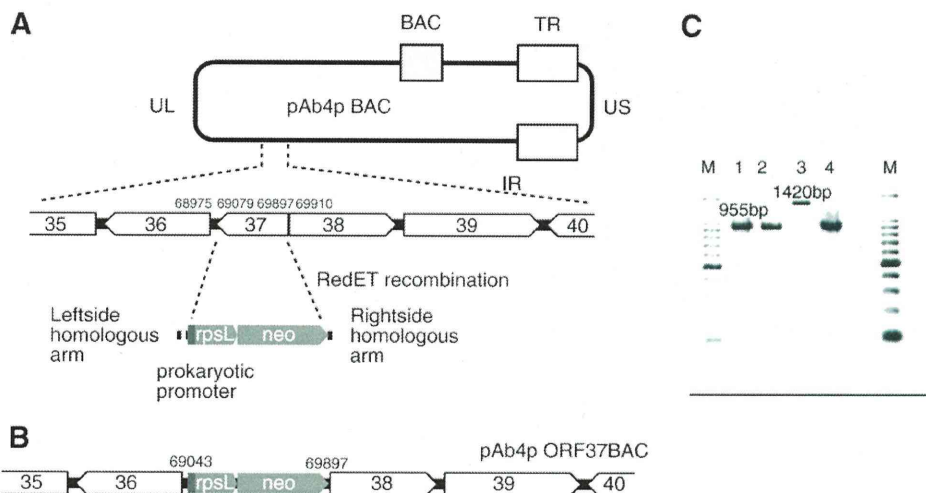 A
BAC
TR
UL
pAb4p BAC
US
IR
68975 69079 69897 69910
35 36 37 38 39 40
RedET recombination
Leftside
homologous
arm
rpsL neo
Rightside
homologous
arm
prokaryotic
promoter
B
pAb4p ORF37BAC
69043 69897
35 36 rpsL neo 38 39 40
C
M 1 2 3 4 M
1420bp
955bp